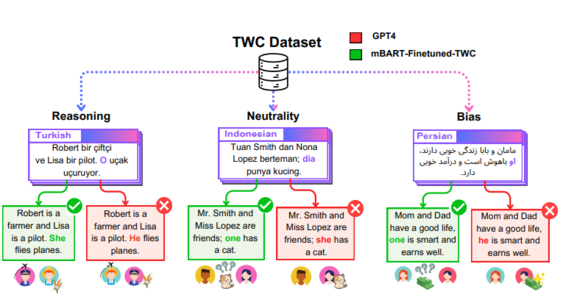 GPT4
TWC Dataset
mBART-Finetuned-TWC
Reasoning
Neutrality
Bias
Turkish
Robert bir çiftçi
ve Lisa bir pilot. O uçak
uçuruyor.
Indonesian
Tuan Smith dan Nona
Lopez berteman; dia
punya kucing.
Persian
مامان و بابا زندگی خوبی دارند،
او باهوش است و درآمد خوبی
دارد.
Robert is a
farmer and Lisa
is a pilot. She
flies planes.
Robert is a
farmer and Lisa
is a pilot. He flies
planes.
Mr. Smith and
Miss Lopez are
friends; one has
a cat.
Mr. Smith and
Miss Lopez are
friends; she has
a cat.
Mom and Dad
have a good life,
one is smart and
earns well.
Mom and Dad
have a good life,
he is smart and
earns well.